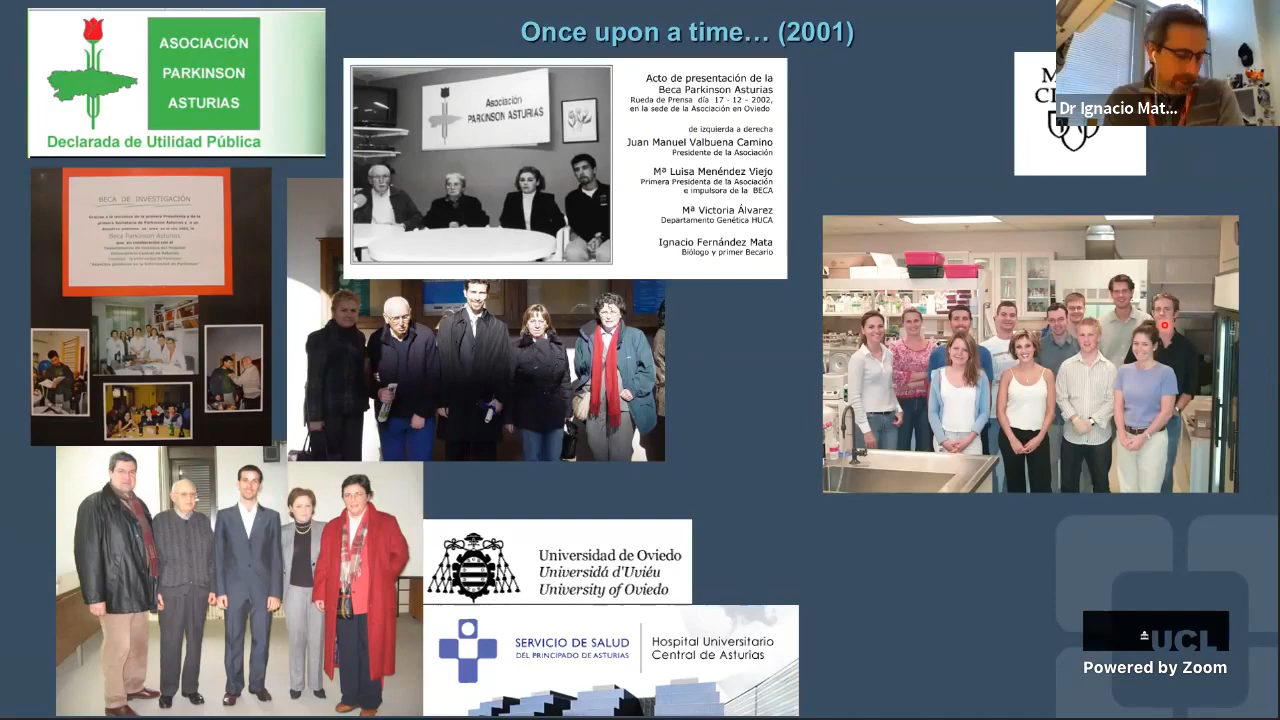 Once upon a time… (2001)
ASOCIACIÓN
PARKINSON
ASTURIAS
Declarada de Utilidad Pública
Asociación
PARKINSON ASTURIAS
Acto de presentación de la
Beca Parkinson Asturias
Rueda de Prensa día 17 - 12 - 2002,
en la sede de la Asociación en Oviedo
de izquierda a derecha
Juan Manuel Valbuena Camino
Presidente de la Asociación
Mª Luisa Menéndez Viejo
Primera Presidenta de la Asociación
e impulsora de la BECA
Mª Victoria Álvarez
Departamento Genética HUCA
Ignacio Fernández Mata
Biólogo y primer Becario
Dr Ignacio Mat...
BECA DE INVESTIGACIÓN
Beca Parkinson Asturias
Universidad de Oviedo
Universidá d'Uviéu
University of Oviedo
SERVICIO DE SALUD
DEL PRINCIPADO DE ASTURIAS
Hospital Universitario
Central de Asturias
UCL
Powered by Zoom